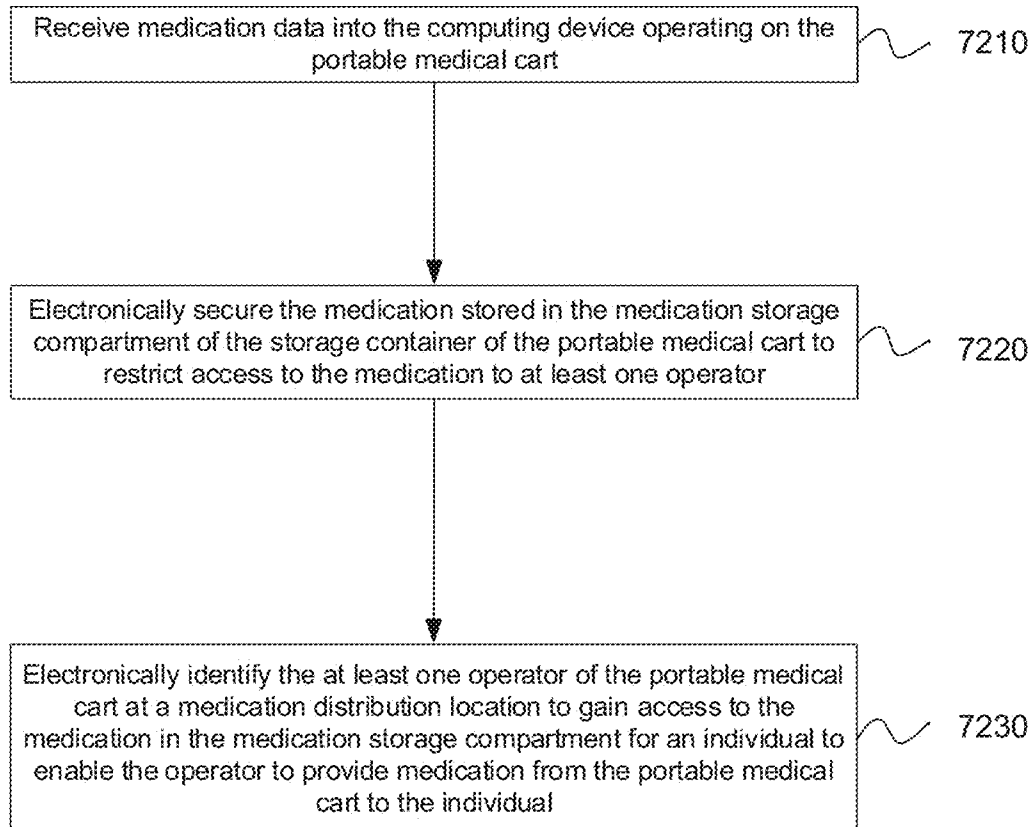 Receive medication data into the computing device operating on the
portable medical cart
7210
Electronically secure the medication stored in the medication storage
compartment of the storage container of the portable medical cart to
restrict access to the medication to at least one operator
7220
Electronically identify the at least one operator of the portable medical
cart at a medication distribution location to gain access to the
medication in the medication storage compartment for an individual to
enable the operator to provide medication from the portable medical
cart to the individual
7230